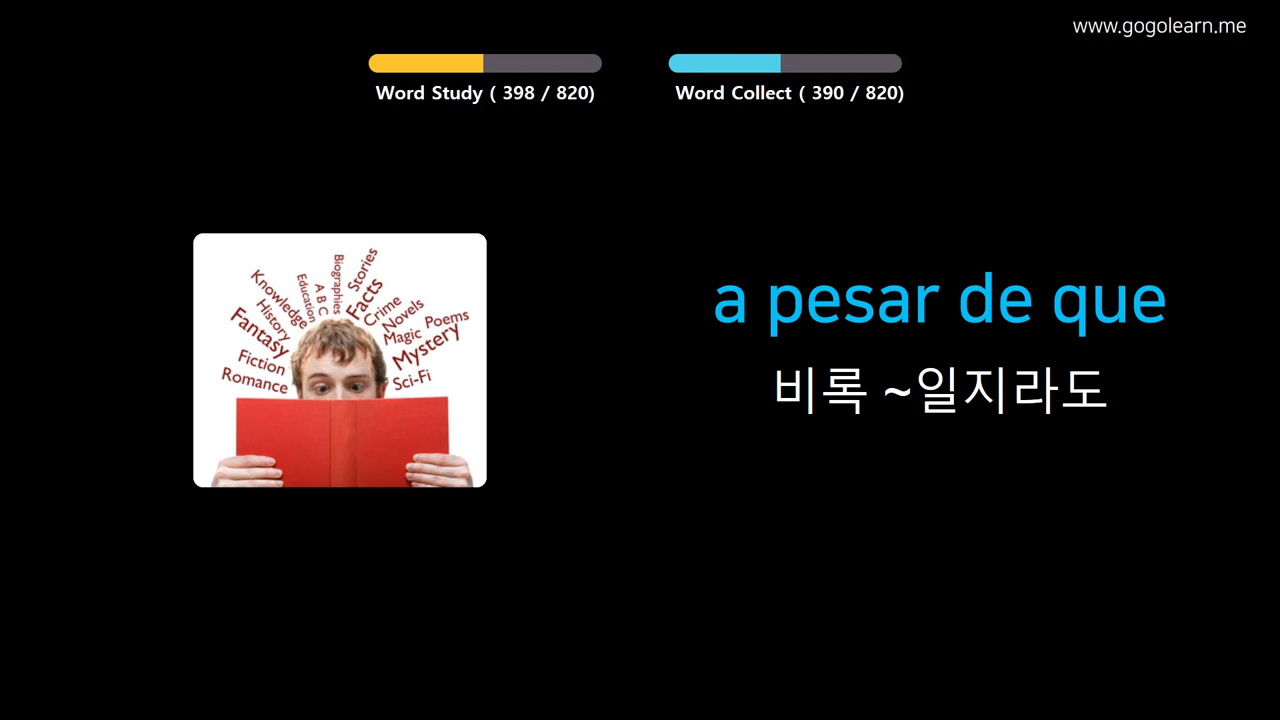 www.gogolearn.me
Word Study ( 398 / 820)
Word Collect ( 390 / 820)
Knowledge
History
Fantasy
Fiction
Romance
Education
A B C
Biographies
Stories
Facts
Crime
Novels
Magic
Poems
Mystery
Sci-Fi
a pesar de que
비록 ~일지라도